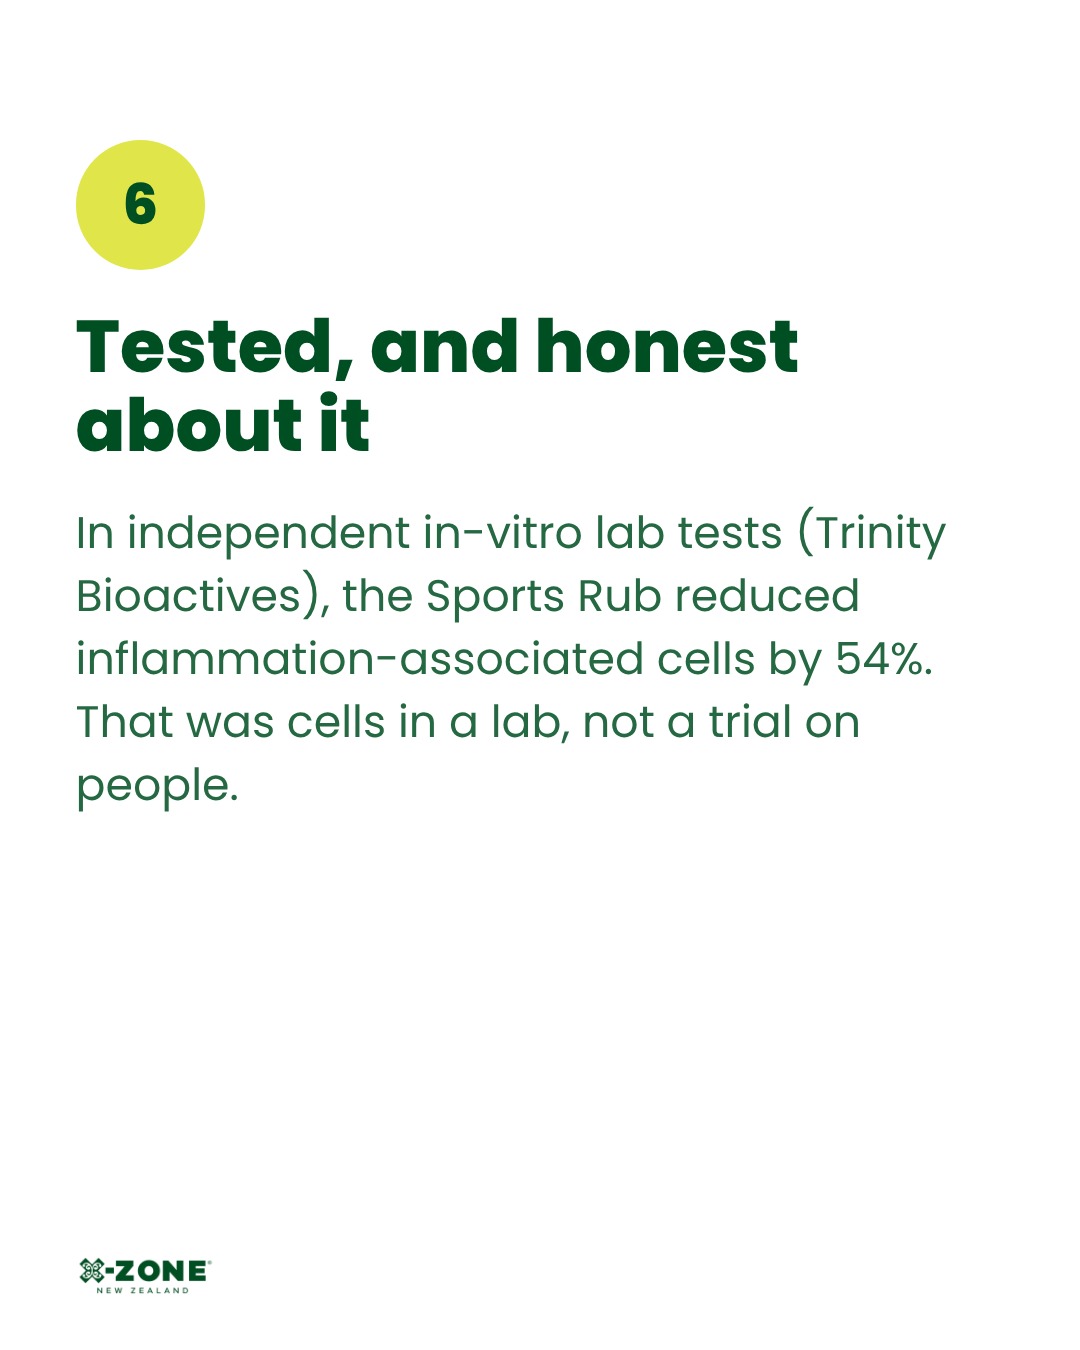 6
Tested, and honest
about it
In independent in-vitro lab tests (Trinity
Bioactives), the Sports Rub reduced
inflammation-associated cells by 54%.
That was cells in a lab, not a trial on
people.
X-ZONE®
NEW ZEALAND